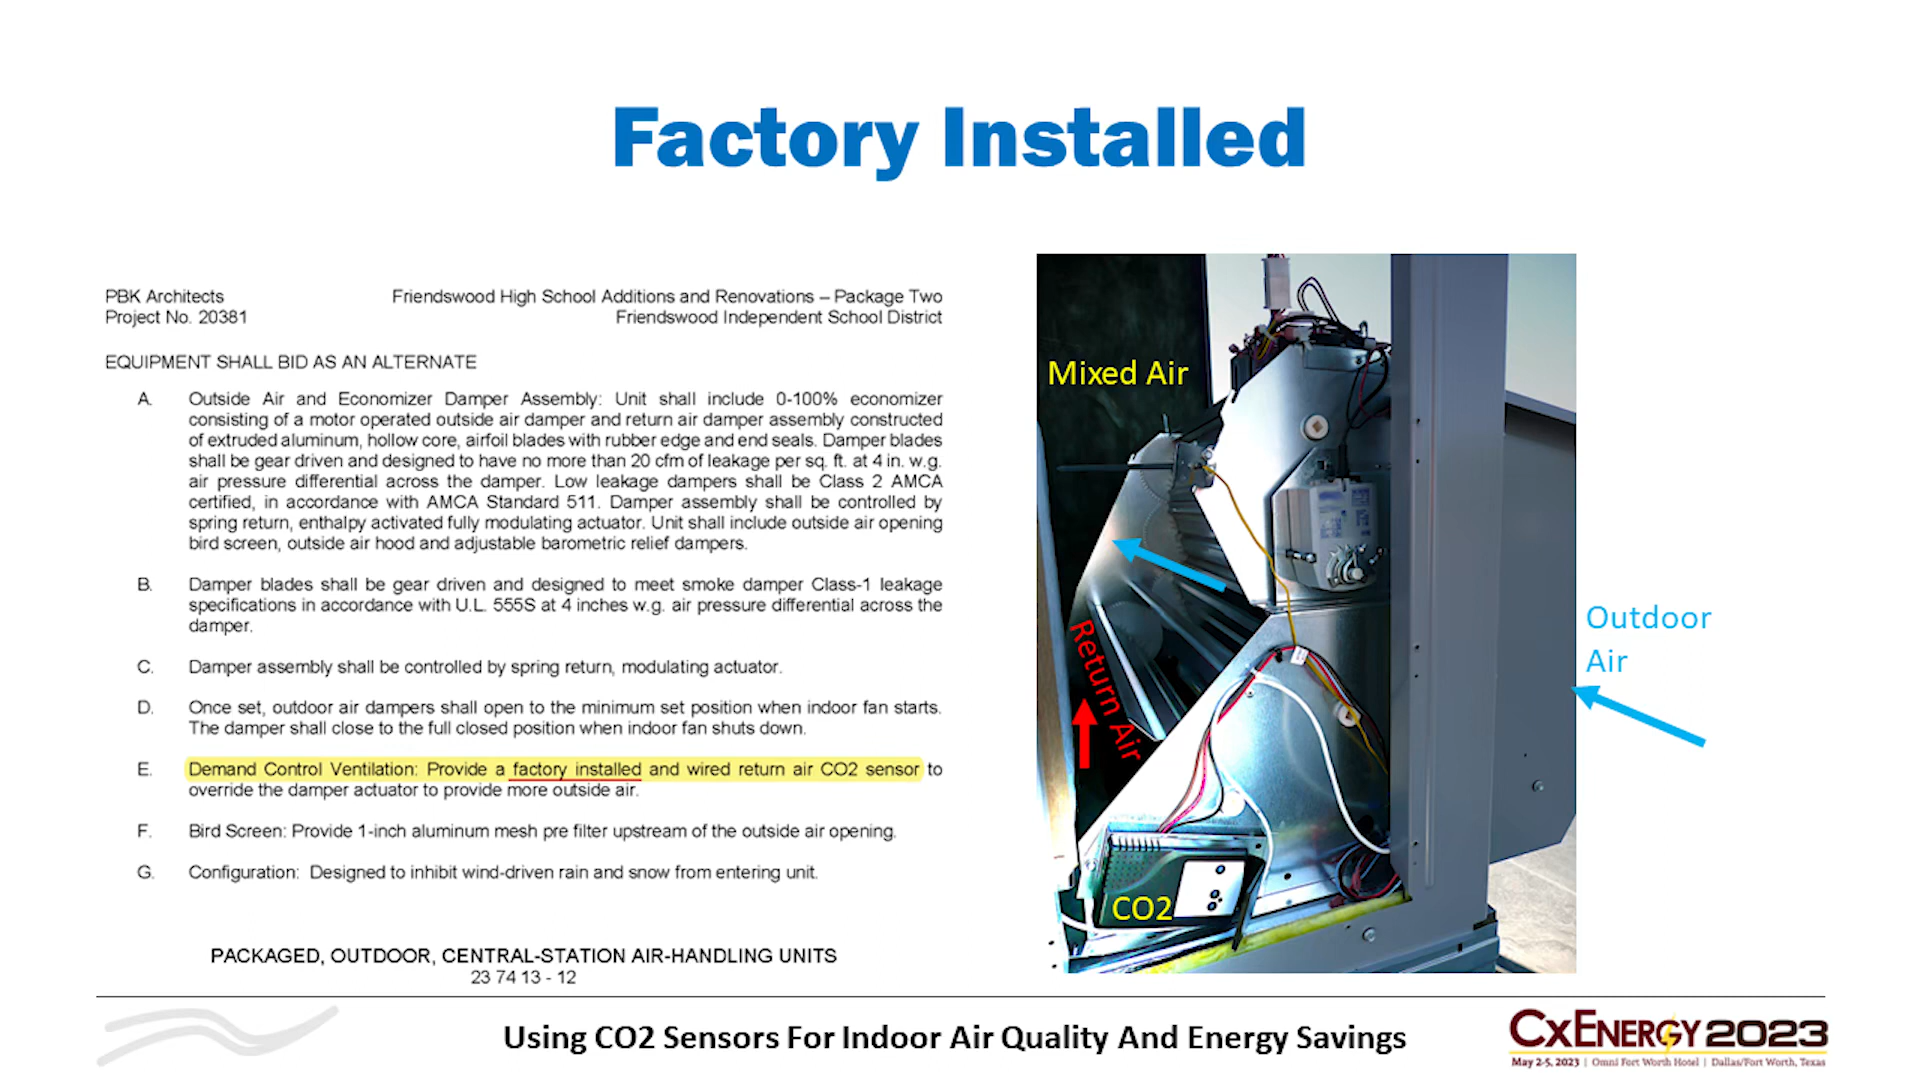 Factory Installed
PBK Architects
Friendswood High School Additions and Renovations – Package Two
Project No. 20381
Friendswood Independent School District
EQUIPMENT SHALL BID AS AN ALTERNATE
A. Outside Air and Economizer Damper Assembly: Unit shall include 0-100% economizer
consisting of a motor operated outside air damper and return air damper assembly constructed
of extruded aluminum, hollow core, airfoil blades with rubber edge and end seals. Damper blades
shall be gear driven and designed to have no more than 20 cfm of leakage per sq. ft. at 4 in. w.g.
air pressure differential across the damper. Low leakage dampers shall be Class 2 AMCA
certified, in accordance with AMCA Standard 511. Damper assembly shall be controlled by
spring return, enthalpy activated fully modulating actuator. Unit shall include outside air opening
bird screen, outside air hood and adjustable barometric relief dampers.
B. Damper blades shall be gear driven and designed to meet smoke damper Class-1 leakage
specifications in accordance with U.L. 555S at 4 inches w.g. air pressure differential across the
damper.
C. Damper assembly shall be controlled by spring return, modulating actuator.
D. Once set, outdoor air dampers shall open to the minimum set position when indoor fan starts.
The damper shall close to the full closed position when indoor fan shuts down.
E. Demand Control Ventilation: Provide a factory installed and wired return air CO2 sensor to
override the damper actuator to provide more outside air.
F. Bird Screen: Provide 1-inch aluminum mesh pre filter upstream of the outside air opening.
G. Configuration: Designed to inhibit wind-driven rain and snow from entering unit.
PACKAGED, OUTDOOR, CENTRAL-STATION AIR-HANDLING UNITS
23 74 13 - 12
Mixed Air
Return Air
CO2
Outdoor
Air
Using CO2 Sensors For Indoor Air Quality And Energy Savings
CxENERGY 2023
May 2-5, 2023 | Omni Fort Worth Hotel | Dallas/Fort Worth, Texas